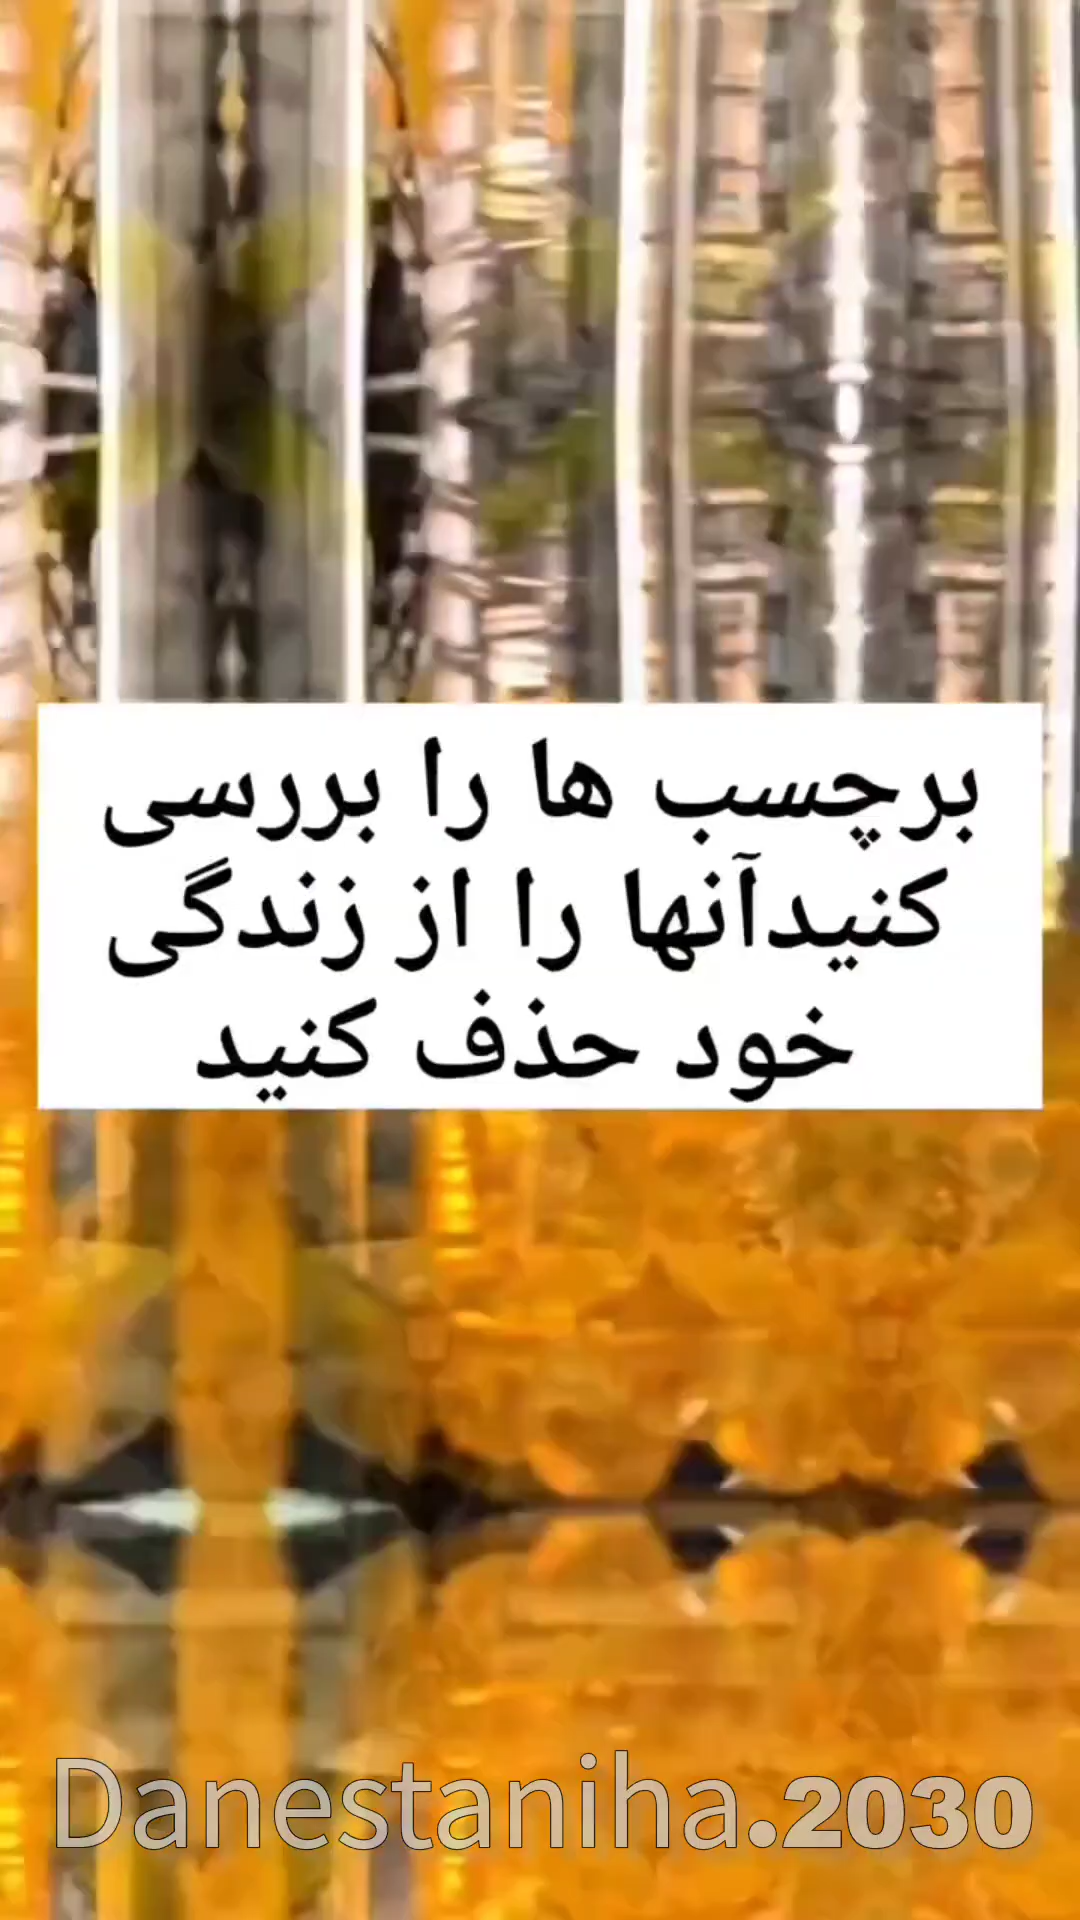 برچسب ها را بررسی
کنیدآنها را از زندگی
خود حذف کنید
Danestaniha.2030